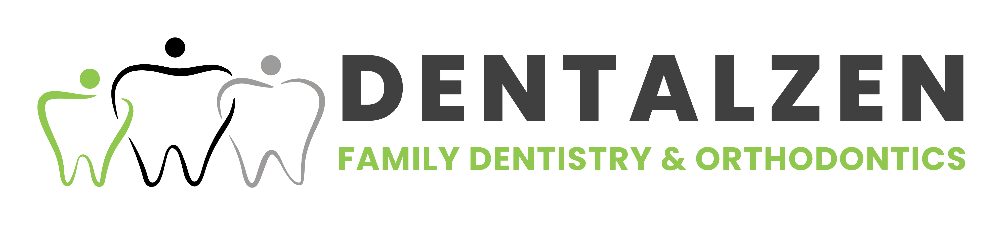 DENTALZEN
FAMILY DENTISTRY & ORTHODONTICS